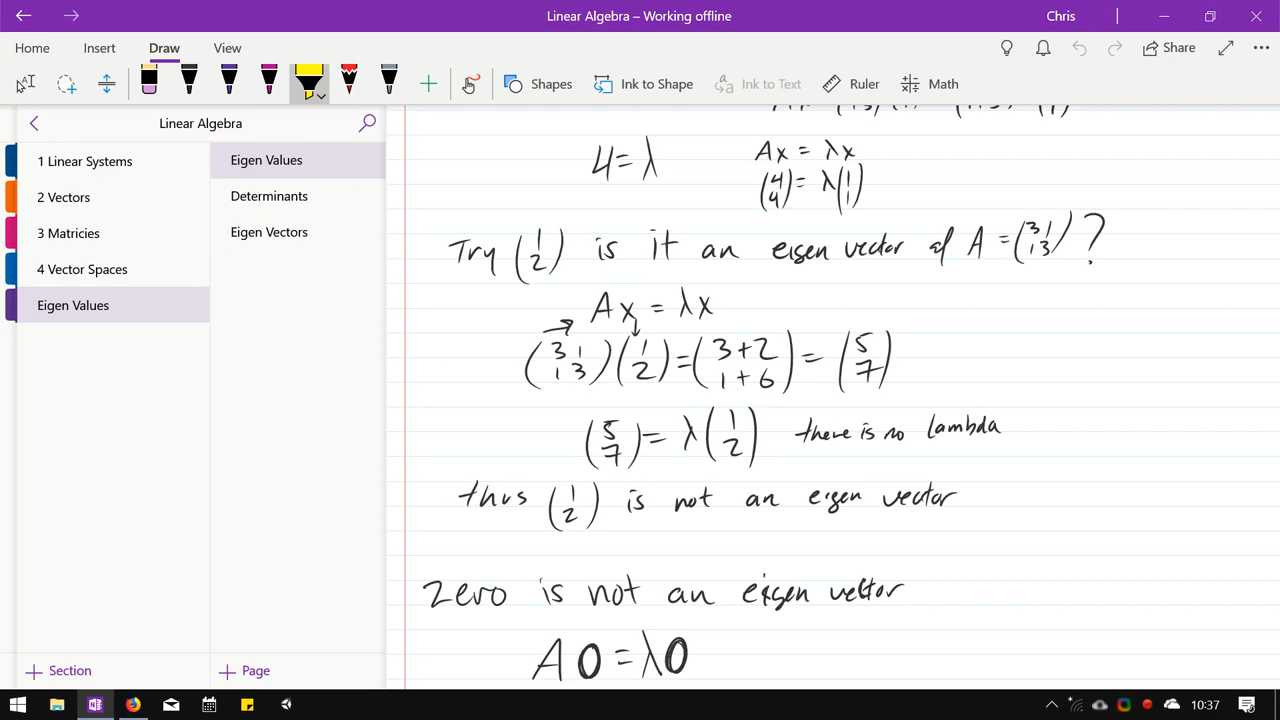 Linear Algebra – Working offline
Chris
Home Insert Draw View
Share
Shapes Ink to Shape Ink to Text Ruler Math
Linear Algebra
1 Linear Systems
2 Vectors
3 Matricies
4 Vector Spaces
Eigen Values
Eigen Values
Determinants
Eigen Vectors
Section
Page
4 = λ
Ax = λx
(4 4) = λ(1 1)
Try (1 2) is it an eigen vector of A = (3 1 1 3)?
Ax = λx
(3 1 1 3)(1 2) = (3+2 1+6) = (5 7)
(5 7) = λ(1 2) there is no lambda
thus (1 2) is not an eigen vector
Zero is not an eigen vector
A0 = λ0
10:37